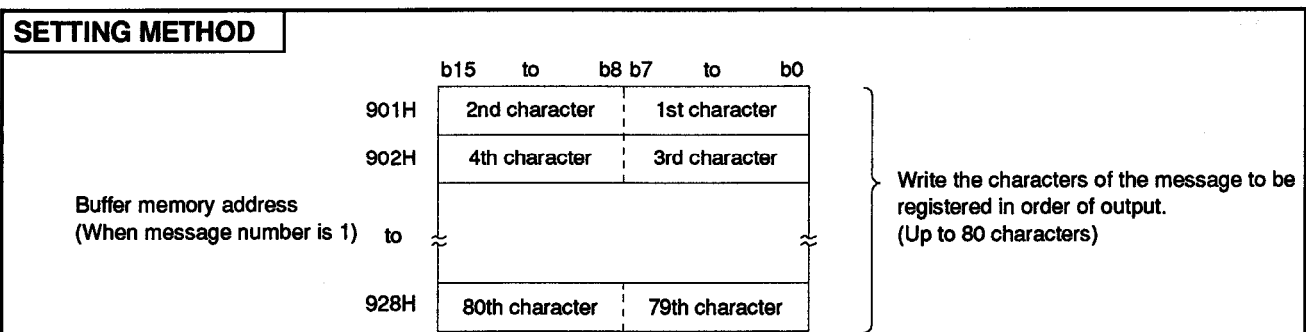 SETTING METHOD
b15 to b8 b7 to b0
901H 2nd character 1st character
902H 4th character 3rd character
Buffer memory address
(When message number is 1) to
Write the characters of the message to be
registered in order of output.
(Up to 80 characters)
928H 80th character 79th character